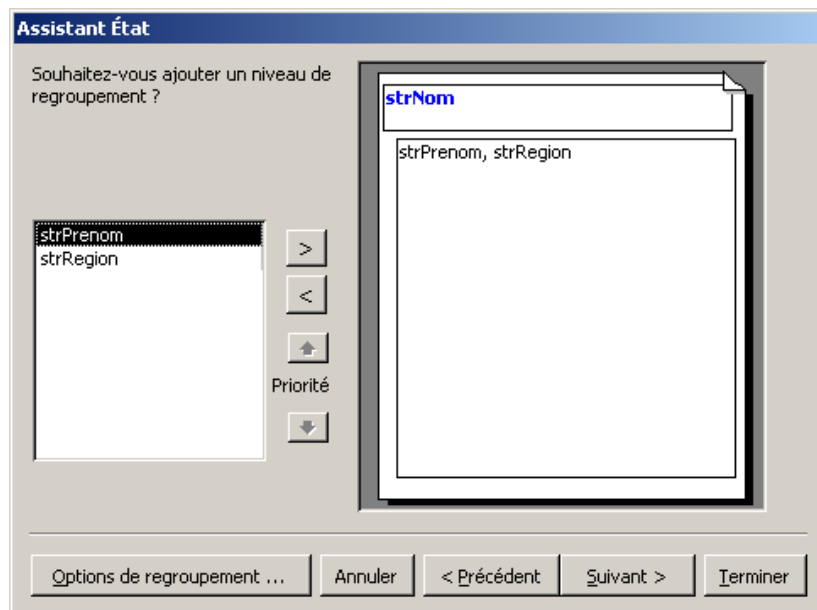 Assistant État
Souhaitez-vous ajouter un niveau de
regroupement ?
strPrenom
strRegion
>
<
Priorité
strNom
strPrenom, strRegion
Options de regroupement ...
Annuler
< Précédent
Suivant >
Terminer